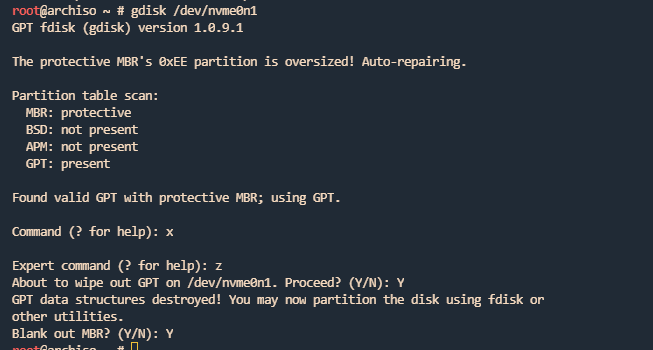 root@archiso ~ # gdisk /dev/nvme0n1
GPT fdisk (gdisk) version 1.0.9.1
The protective MBR's 0xEE partition is oversized! Auto-repairing.
Partition table scan:
MBR: protective
BSD: not present
APM: not present
GPT: present
Found valid GPT with protective MBR; using GPT.
Command (? for help): x
Expert command (? for help): z
About to wipe out GPT on /dev/nvme0n1. Proceed? (Y/N): Y
GPT data structures destroyed! You may now partition the disk using fdisk or
other utilities.
Blank out MBR? (Y/N): Y
root@archiso ~ #